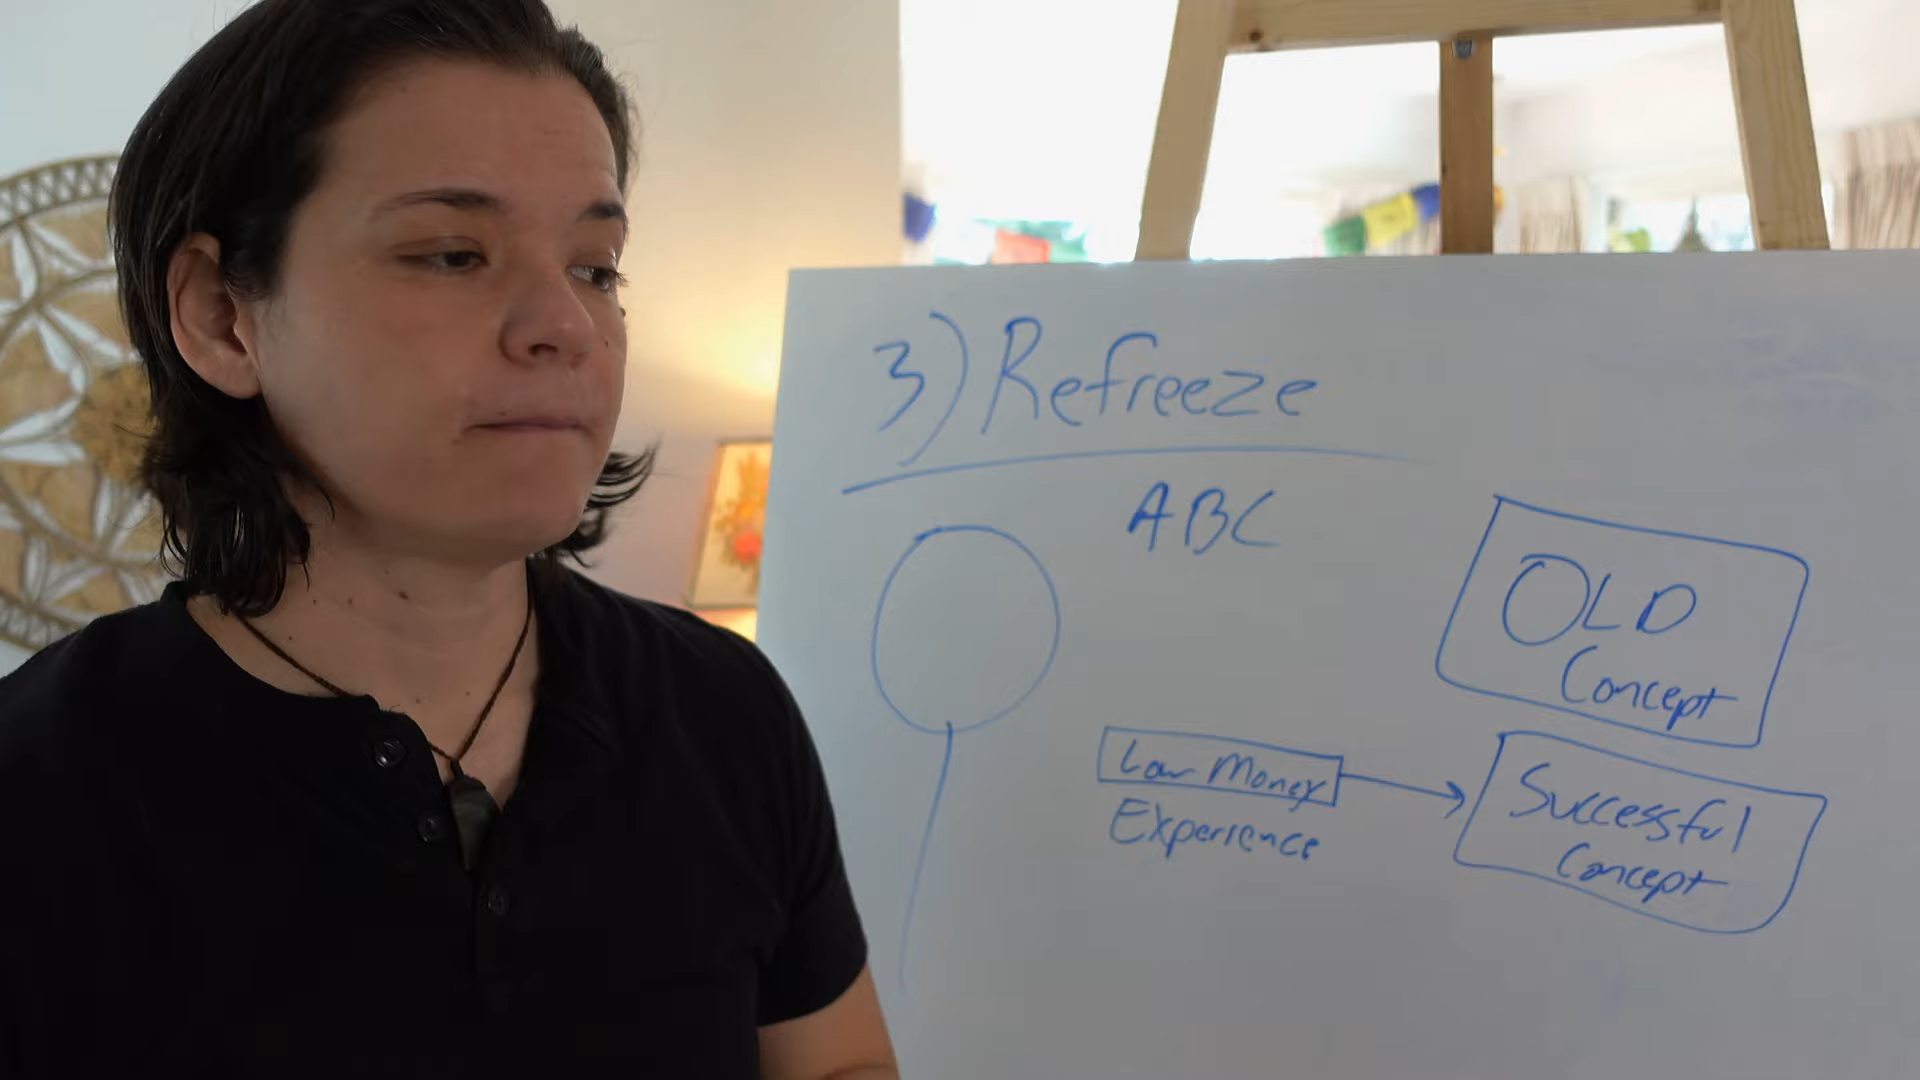 3) Refreeze
ABC
OLD
Concept
Low Money
Experience
Successful
Concept